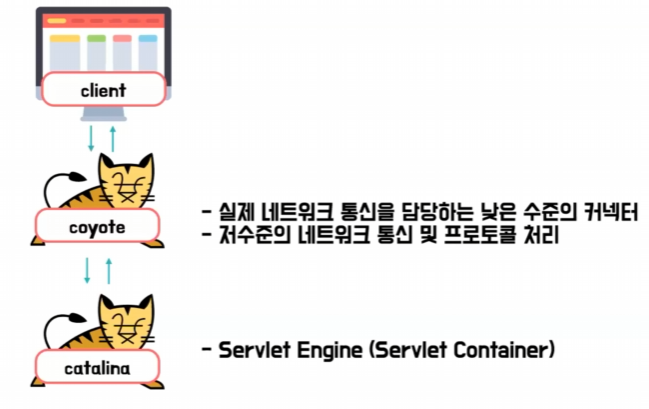 client
coyote
- 실제 네트워크 통신을 담당하는 낮은 수준의 커넥터
- 저수준의 네트워크 통신 및 프로토콜 처리
catalina
- Servlet Engine (Servlet Container)